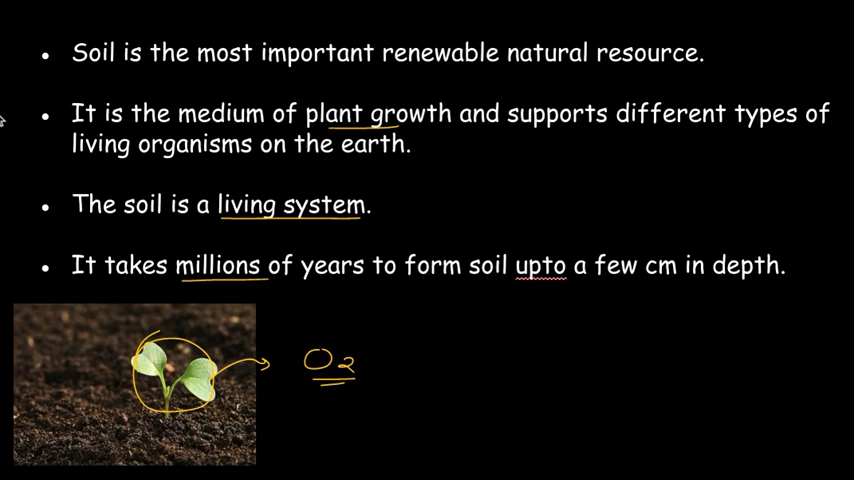 • Soil is the most important renewable natural resource.
• It is the medium of plant growth and supports different types of
living organisms on the earth.
• The soil is a living system.
• It takes millions of years to form soil upto a few cm in depth.
O2